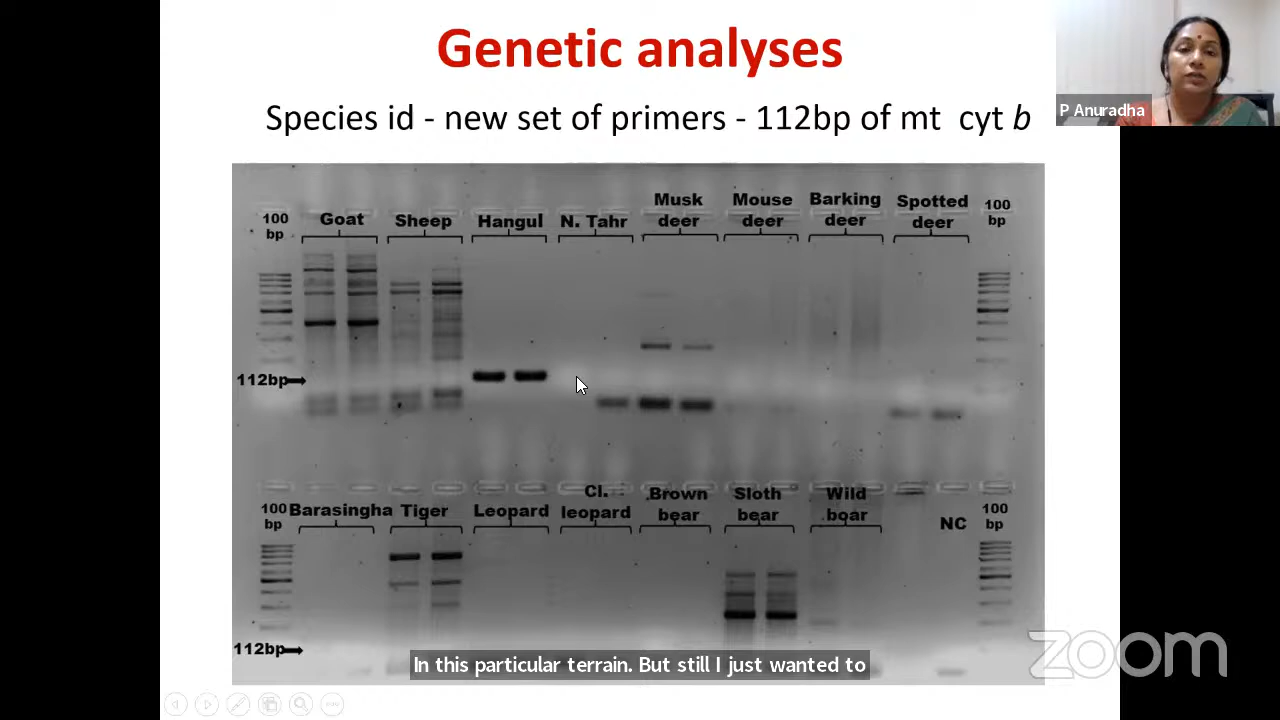 Genetic analyses
P Anuradha
Species id - new set of primers - 112bp of mt cyt b
100 bp
Goat
Sheep
Hangul
N. Tahr
Musk deer
Mouse deer
Barking deer
Spotted deer
100 bp
112bp
100 bp
Barasingha
Tiger
Leopard
Cl. leopard
Brown bear
Sloth bear
Wild boar
NC
100 bp
112bp
In this particular terrain. But still I just wanted to
zoom